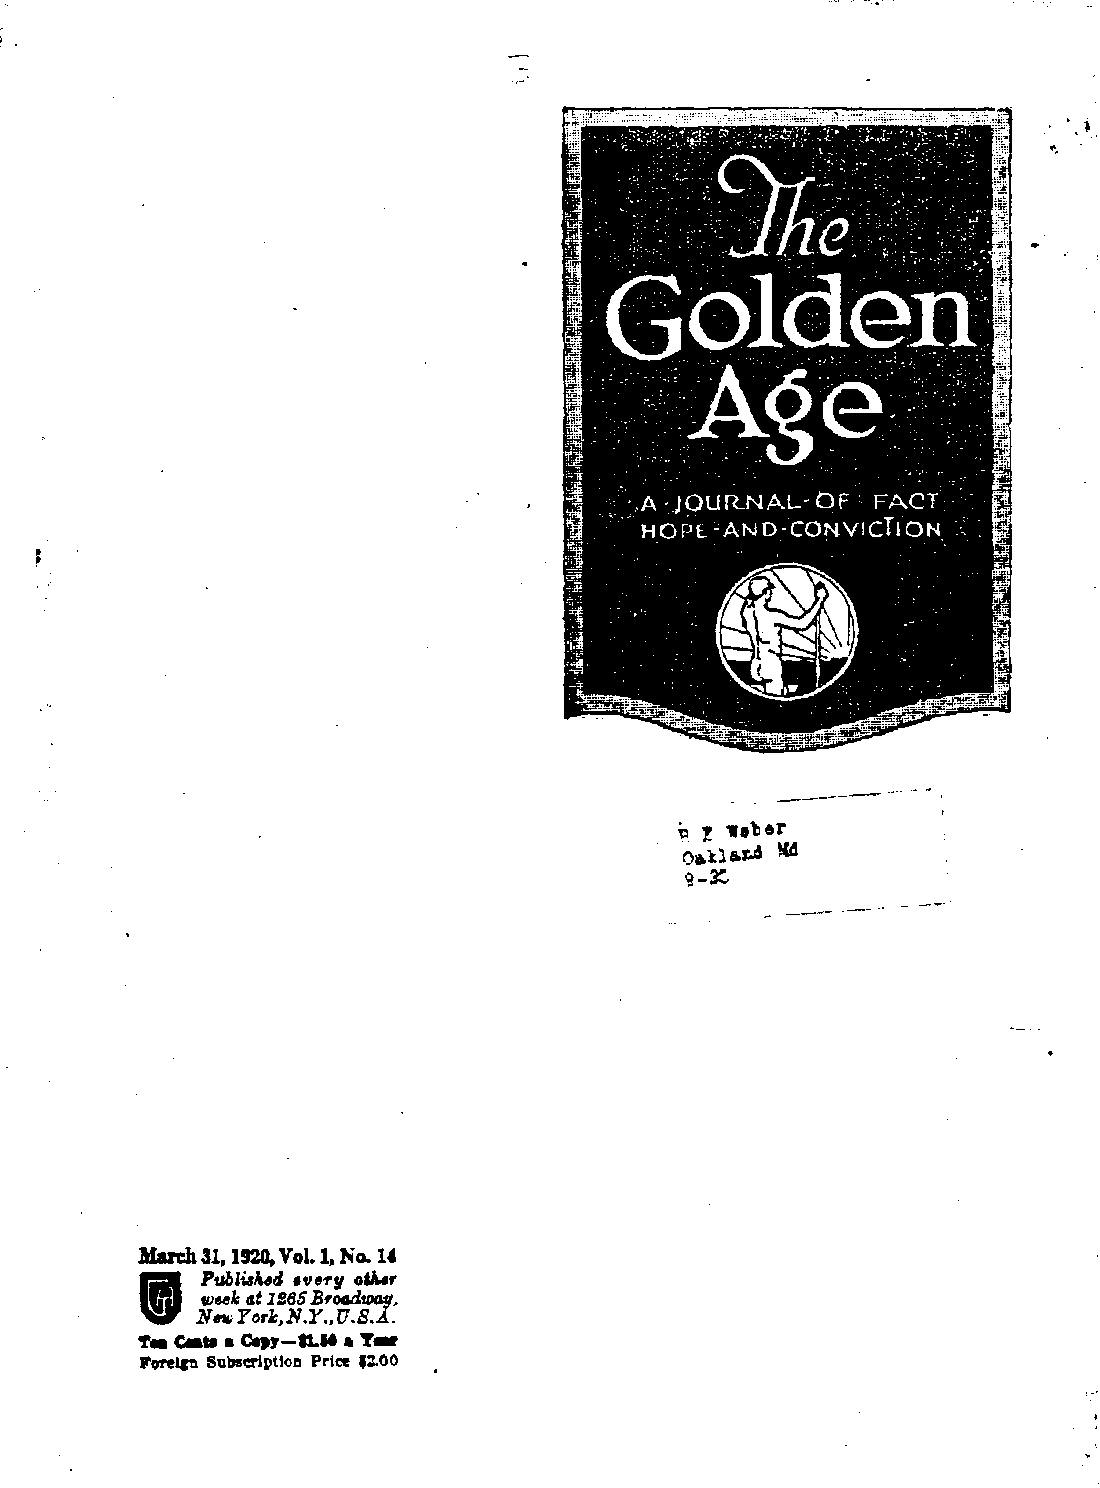 The
Golden
Age
A JOURNAL OF FACT
HOPE AND CONVICTION
Weber
Oakland Md
March 31, 1920, Vol. 1, No. 14
Published every other
week at 1265 Broadway,
New York, N.Y., U.S.A.
Ten Cents a Copy—$1.50 a Year
Foreign Subscription Price $2.00